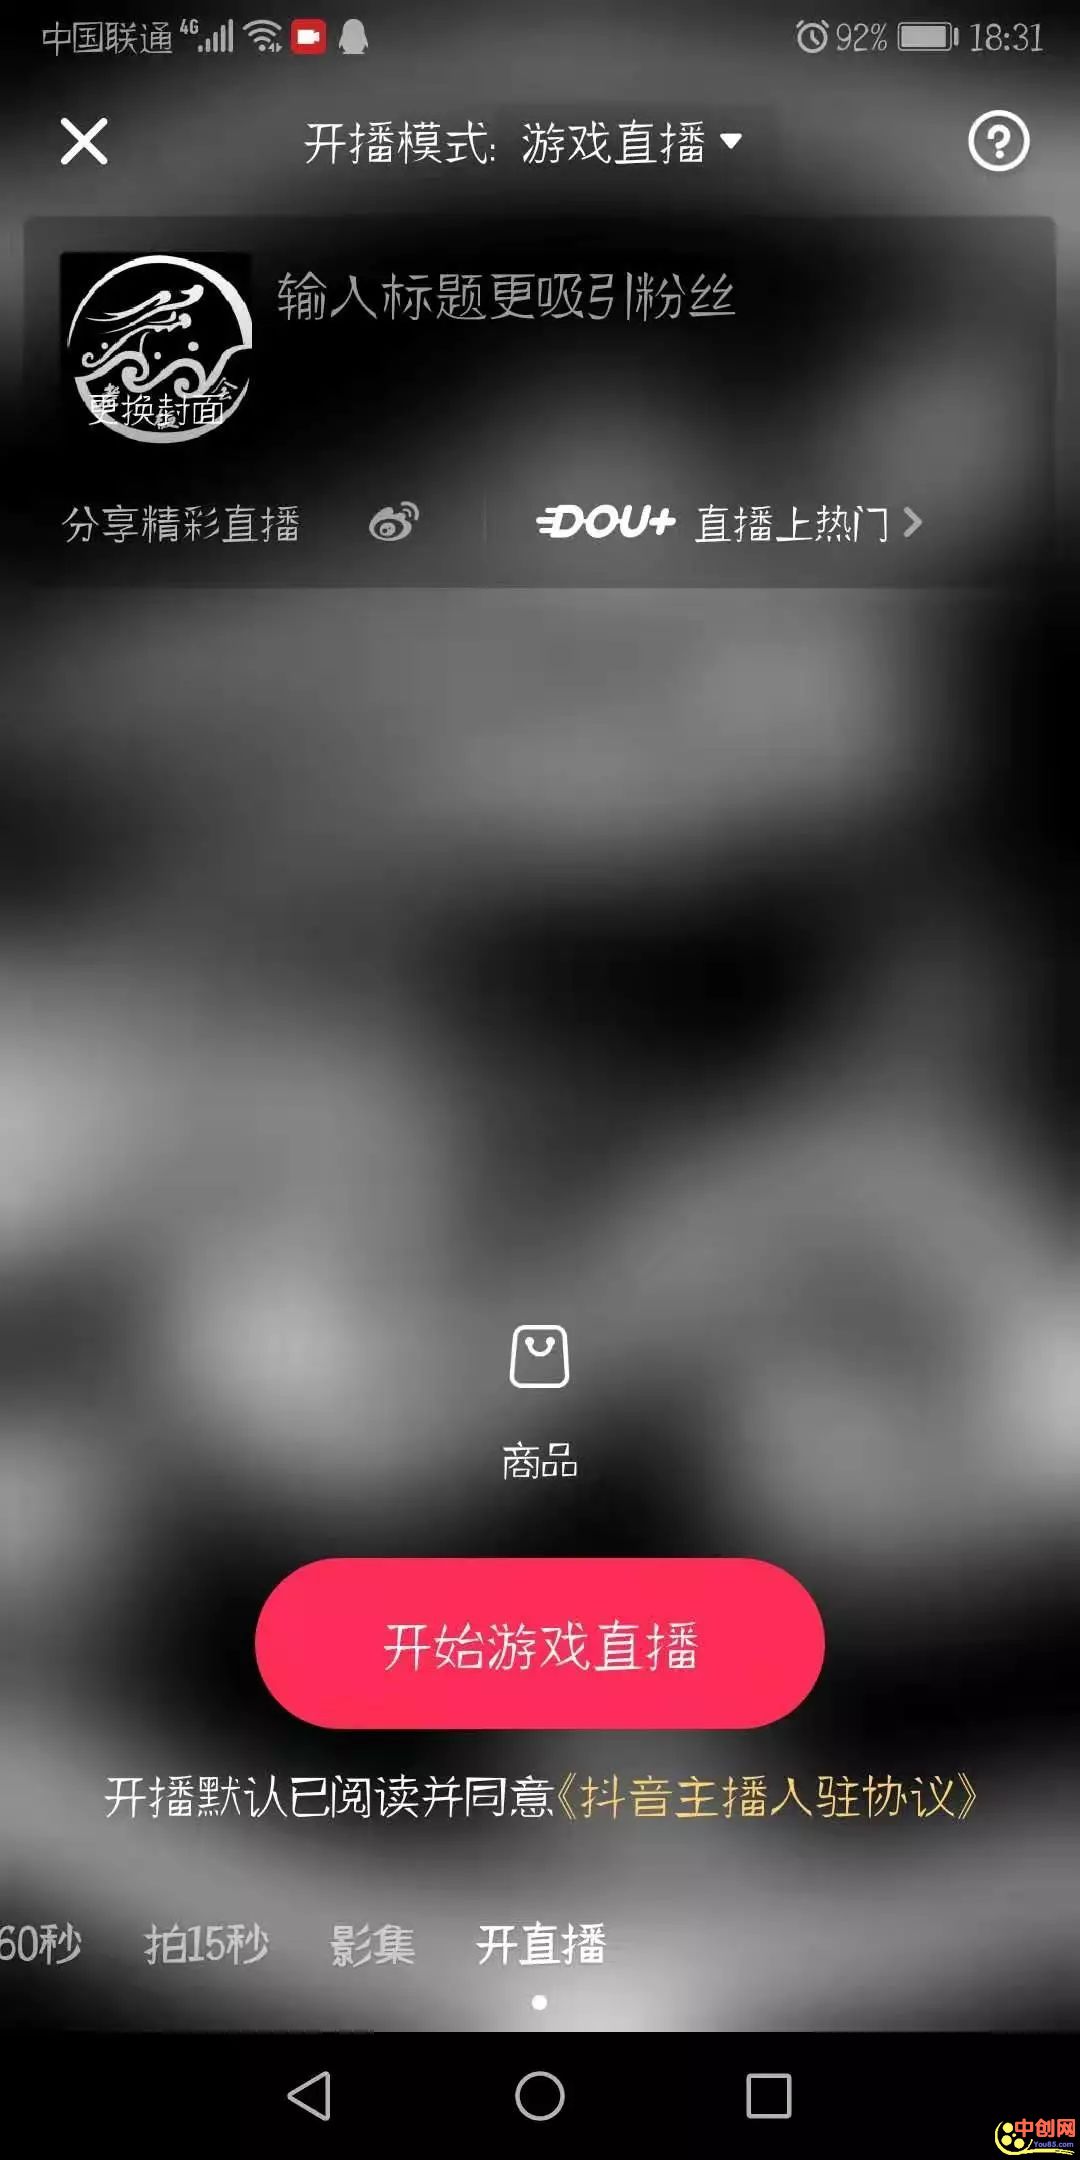 中国联通 4G 92% 18:31
开播模式: 游戏直播
输入标题更吸引粉丝
更换封面
分享精彩直播 DOU+ 直播上热门
商品
开始游戏直播
开播默认已阅读并同意《抖音主播入驻协议》
60秒 拍15秒 影集 开直播
中创网
You85.com